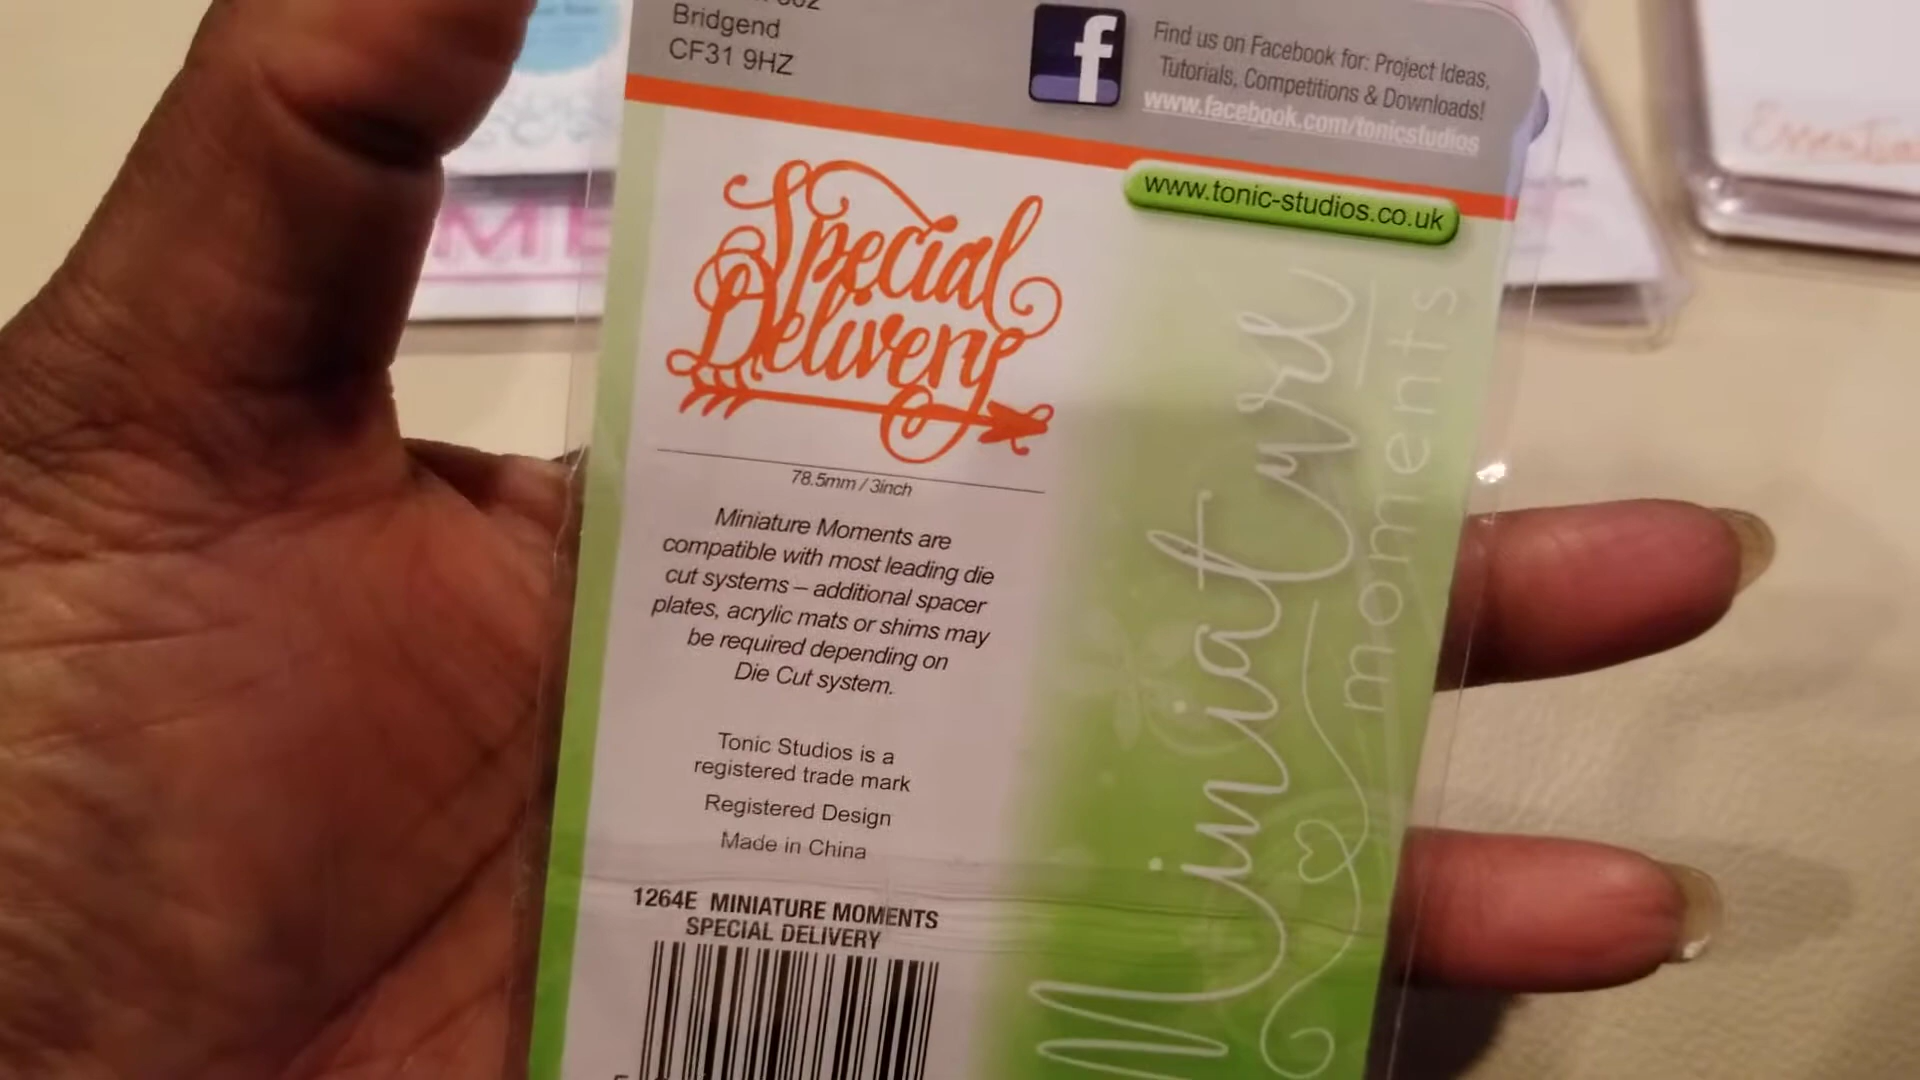 Bridgend
CF31 9HZ
f
Find us on Facebook for: Project Ideas,
Tutorials, Competitions & Downloads!
www.facebook.com/tonicstudios
www.tonic-studios.co.uk
Special
Delivery
78.5mm / 3inch
Miniature Moments are
compatible with most leading die
cut systems – additional spacer
plates, acrylic mats or shims may
be required depending on
Die Cut system.
Tonic Studios is a
registered trade mark
Registered Design
Made in China
1264E MINIATURE MOMENTS
SPECIAL DELIVERY
Miniature
moments